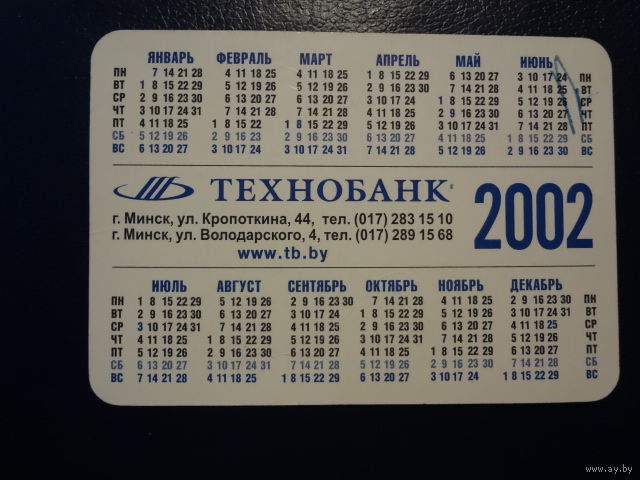 ЯНВАРЬ ФЕВРАЛЬ МАРТ АПРЕЛЬ МАЙ ИЮНЬ
ПН 7 14 21 28 4 11 18 25 4 11 18 25 1 8 15 22 29 6 13 20 27 3 10 17 24 ПН
ВТ 1 8 15 22 29 5 12 19 26 5 12 19 26 2 9 16 23 30 7 14 21 28 4 11 18 25 ВТ
СР 2 9 16 23 30 6 13 20 27 6 13 20 27 3 10 17 24 1 8 15 22 29 5 12 19 26 СР
ЧТ 3 10 17 24 31 7 14 21 28 7 14 21 28 4 11 18 25 2 9 16 23 30 6 13 20 27 ЧТ
ПТ 4 11 18 25 1 8 15 22 1 8 15 22 29 5 12 19 26 3 10 17 24 31 7 14 21 28 ПТ
СБ 5 12 19 26 2 9 16 23 2 9 16 23 30 6 13 20 27 4 11 18 25 1 8 15 22 29 СБ
ВС 6 13 20 27 3 10 17 24 3 10 17 24 31 7 14 21 28 5 12 19 26 2 9 16 23 30 ВС
ТЕХНОБАНК 2002
г. Минск, ул. Кропоткина, 44, тел. (017) 283 15 10
г. Минск, ул. Володарского, 4, тел. (017) 289 15 68
www.tb.by
ИЮЛЬ АВГУСТ СЕНТЯБРЬ ОКТЯБРЬ НОЯБРЬ ДЕКАБРЬ
ПН 1 8 15 22 29 5 12 19 26 2 9 16 23 30 7 14 21 28 4 11 18 25 2 9 16 23 30 ПН
ВТ 2 9 16 23 30 6 13 20 27 3 10 17 24 1 8 15 22 29 5 12 19 26 3 10 17 24 31 ВТ
СР 3 10 17 24 31 7 14 21 28 4 11 18 25 2 9 16 23 30 6 13 20 27 4 11 18 25 СР
ЧТ 4 11 18 25 1 8 15 22 29 5 12 19 26 3 10 17 24 31 7 14 21 28 5 12 19 26 ЧТ
ПТ 5 12 19 26 2 9 16 23 30 6 13 20 27 4 11 18 25 1 8 15 22 29 6 13 20 27 ПТ
СБ 6 13 20 27 3 10 17 24 31 7 14 21 28 5 12 19 26 2 9 16 23 30 7 14 21 28 СБ
ВС 7 14 21 28 4 11 18 25 1 8 15 22 29 6 13 20 27 3 10 17 24 1 8 15 22 29 ВС
www.ay.by